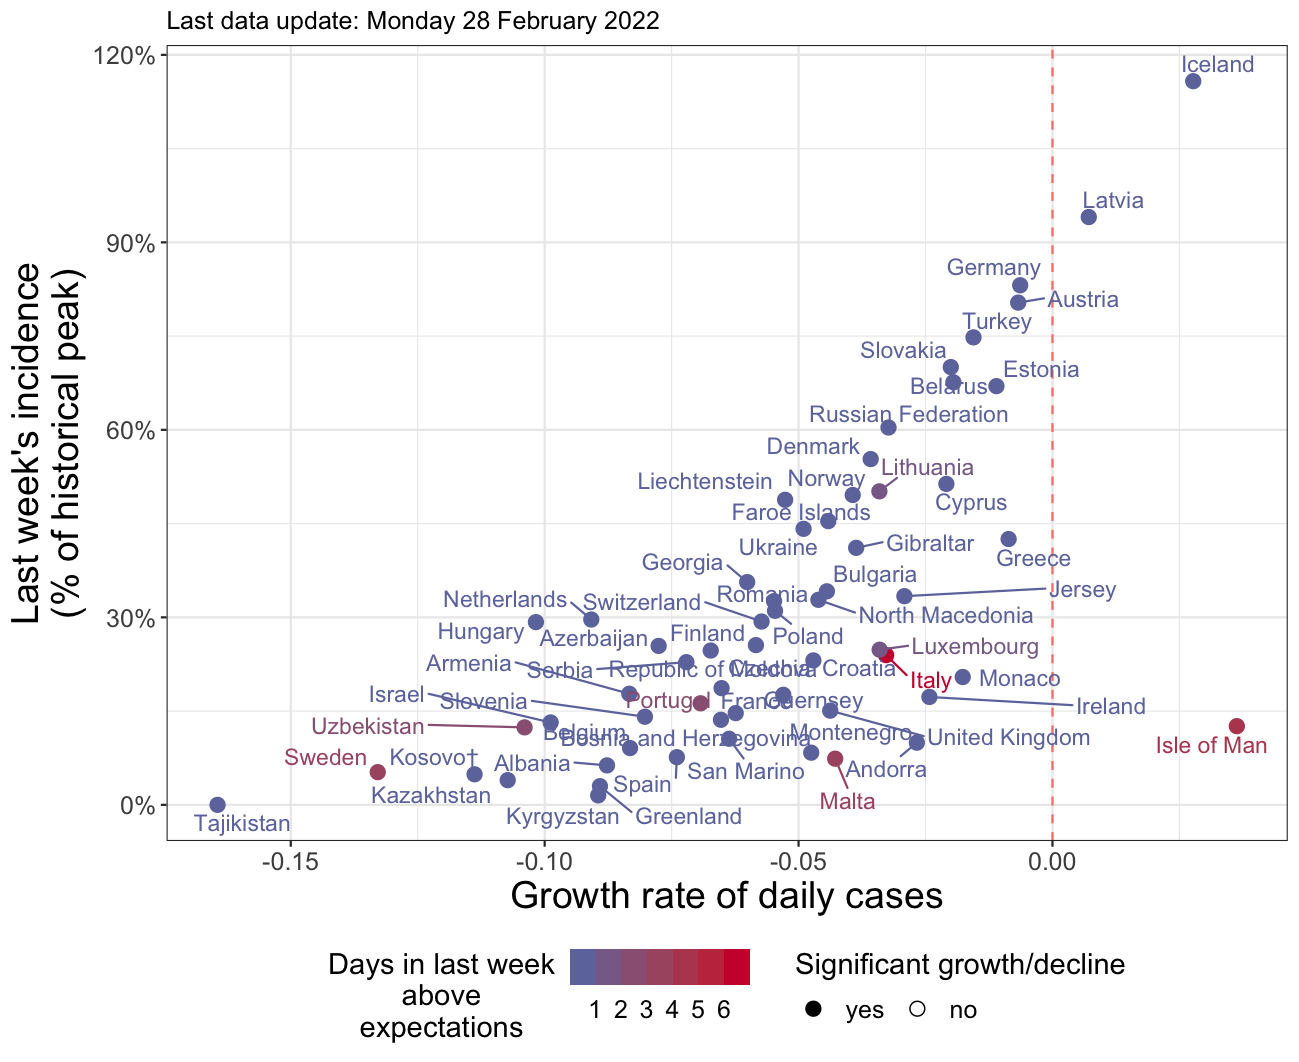 Last data update: Monday 28 February 2022
Last week's incidence
(% of historical peak)
120%
90%
60%
30%
0%
Iceland
Latvia
Germany
Austria
Turkey
Slovakia
Estonia
Belarus
Russian Federation
Denmark
Lithuania
Liechtenstein
Norway
Cyprus
Faroe Islands
Ukraine
Gibraltar
Greece
Georgia
Bulgaria
Jersey
Netherlands
Switzerland
Romania
North Macedonia
Hungary
Azerbaijan
Finland
Poland
Luxembourg
Armenia
Serbia
Republic of Moldova
Czechia
Croatia
Italy
Monaco
Israel
Slovenia
Portugal
France
Guernsey
Ireland
Uzbekistan
Belgium
Bosnia and Herzegovina
Montenegro
United Kingdom
Isle of Man
Sweden
Kosovo†
Albania
San Marino
Andorra
Kazakhstan
Spain
Malta
Tajikistan
Kyrgyzstan
Greenland
-0.15
-0.10
-0.05
0.00
Growth rate of daily cases
Days in last week
above
expectations
1 2 3 4 5 6
Significant growth/decline
yes
no